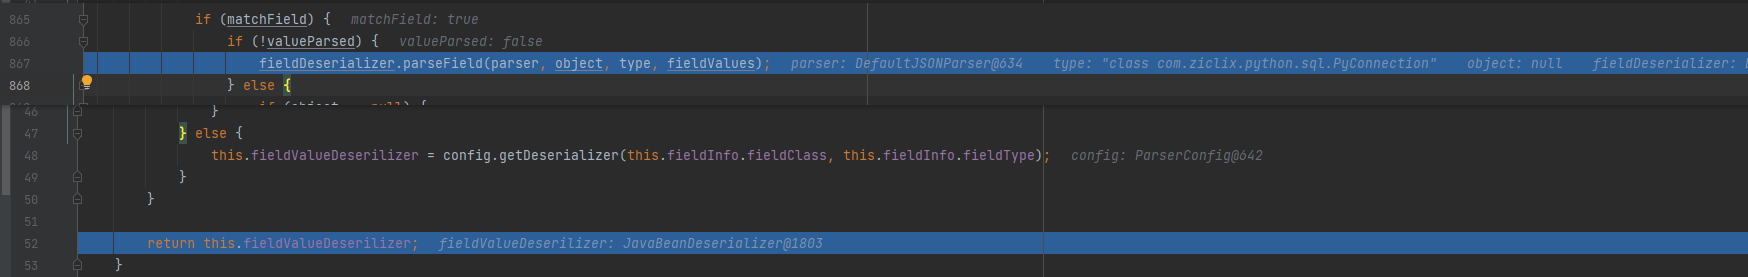 865 if (matchField) { matchField: true
866 if (!valueParsed) { valueParsed: false
867 fieldDeserializer.parseField(parser, object, type, fieldValues); parser: DefaultJSONParser@634 type: "class com.ziclix.python.sql.PyConnection" object: null fieldDeserializer:
868 } else {
46 }
47 } else {
48 this.fieldValueDeserilizer = config.getDeserializer(this.fieldInfo.fieldClass, this.fieldInfo.fieldType); config: ParserConfig@642
49 }
50 }
51
52 return this.fieldValueDeserilizer; fieldValueDeserilizer: JavaBeanDeserializer@1803
53 }